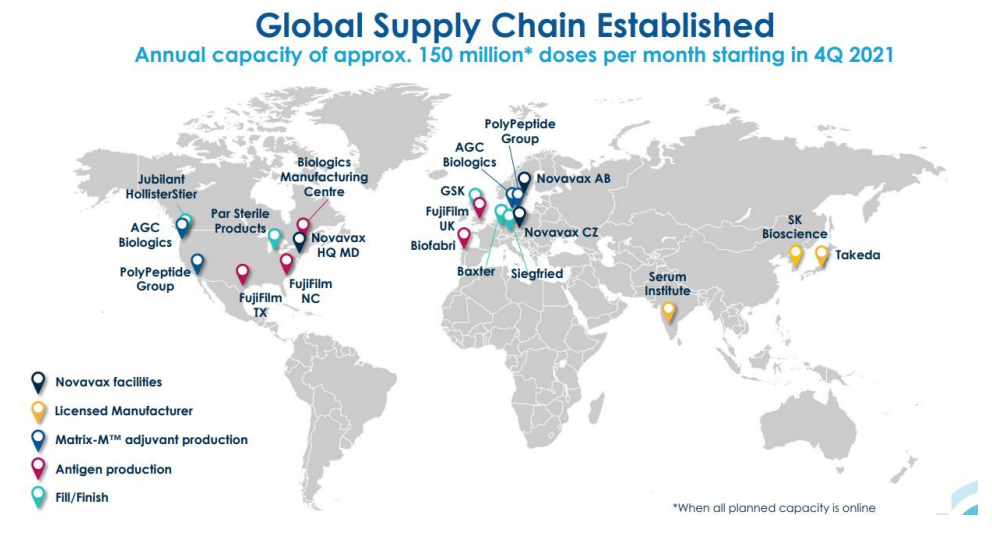 Global Supply Chain Established
Annual capacity of approx. 150 million* doses per month starting in 4Q 2021
PolyPeptide
Group
AGC
Biologics
Novavax AB
Biologics
Manufacturing
Centre
Jubilant
HollisterStier
GSK
FujiFilm
UK
Par Sterile
Products
AGC
Biologics
Novavax
HQ MD
Novavax CZ
Biofabri
SK
Bioscience
Takeda
PolyPeptide
Group
Baxter
Siegfried
Serum
Institute
FujiFilm
NC
FujiFilm
TX
Novavax facilities
Licensed Manufacturer
Matrix-M™ adjuvant production
Antigen production
Fill/Finish
*When all planned capacity is online